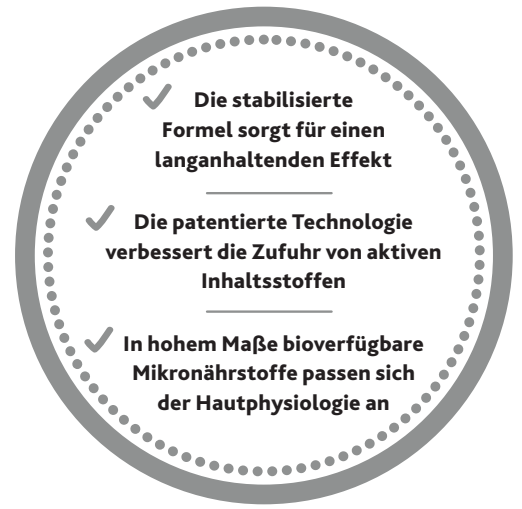 Die stabilisierte
Formel sorgt für einen
langanhaltenden Effekt
Die patentierte Technologie
verbessert die Zufuhr von aktiven
Inhaltsstoffen
In hohem Maße bioverfügbare
Mikronährstoffe passen sich
der Hautphysiologie an